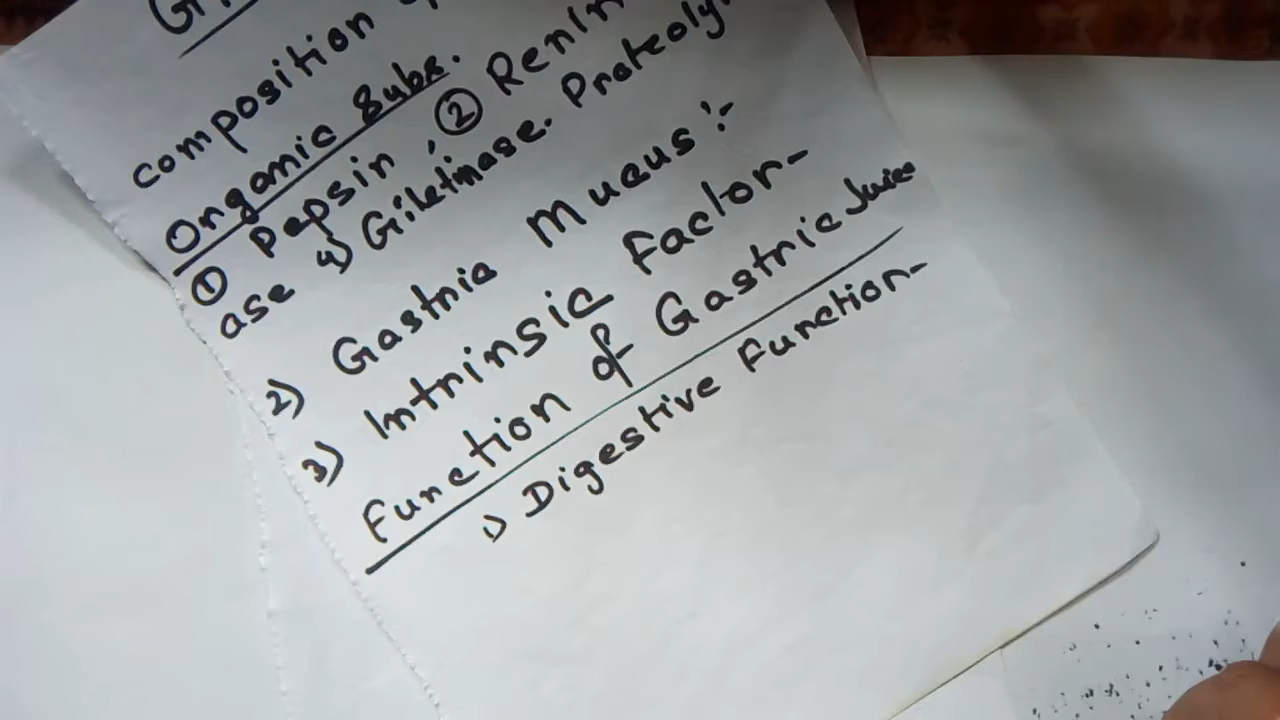 composition
Organic Subs.
① Pepsin, ② Renin
ase 4) Giletinase. Proteoly
2) Gastric Mucus :-
3) Intrinsic Factor-
Function of Gastric Juice
1) Digestive Function-